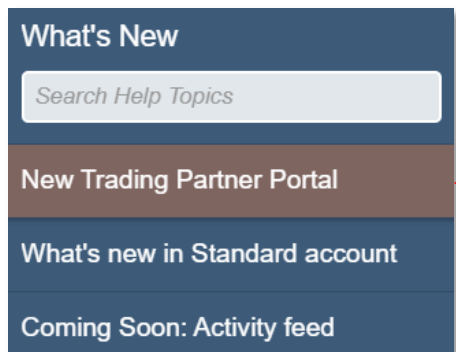 What's New
Search Help Topics
New Trading Partner Portal
What's new in Standard account
Coming Soon: Activity feed